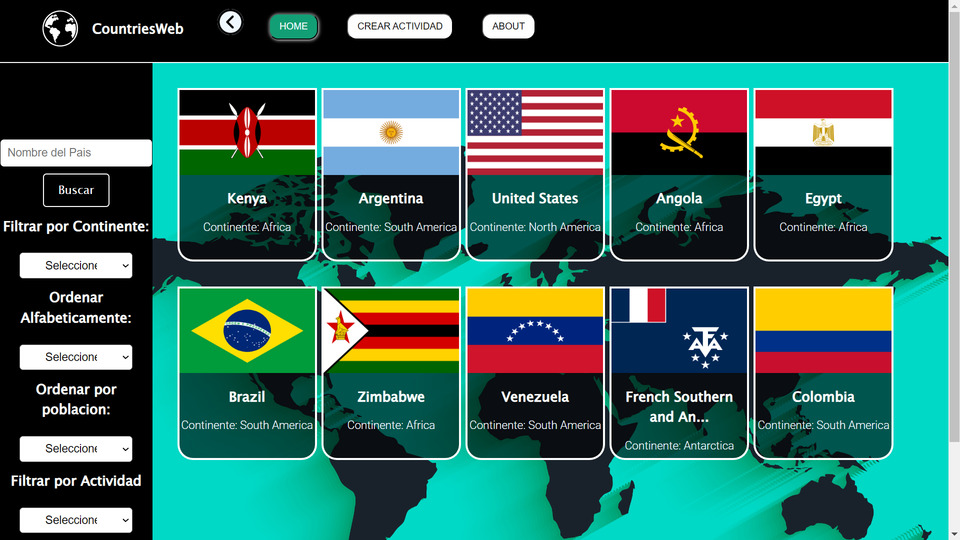 CountriesWeb
HOME
CREAR ACTIVIDAD
ABOUT
Nombre del Pais
Buscar
Filtrar por Continente:
Seleccione
Ordenar
Alfabeticamente:
Seleccione
Ordenar por
poblacion:
Seleccione
Filtrar por Actividad
Seleccione
Kenya
Continente: Africa
Argentina
Continente: South America
United States
Continente: North America
Angola
Continente: Africa
Egypt
Continente: Africa
Brazil
Continente: South America
Zimbabwe
Continente: Africa
Venezuela
Continente: South America
French Southern
and An...
Continente: Antarctica
Colombia
Continente: South America